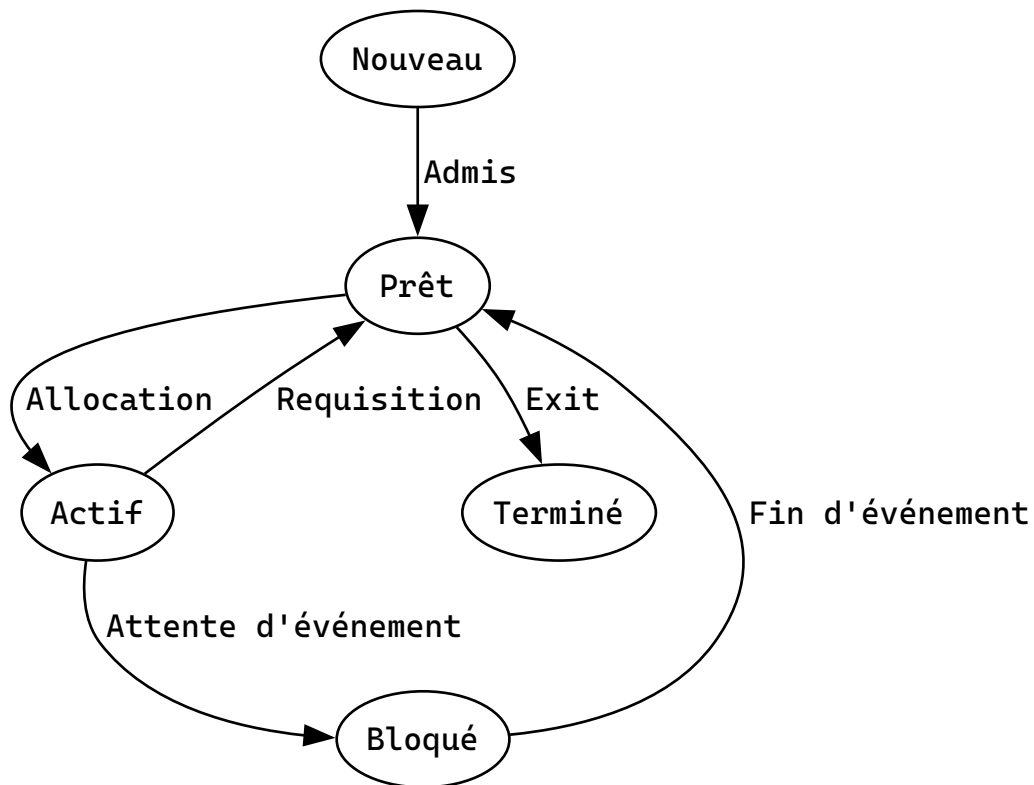 Nouveau
Admis
Prêt
Allocation
Requisition
Exit
Actif
Terminé
Fin d'événement
Attente d'événement
Bloqué